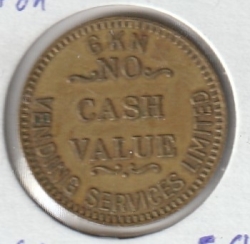 GKN
NO
CASH
VALUE
VENDING SERVICES LIMITED